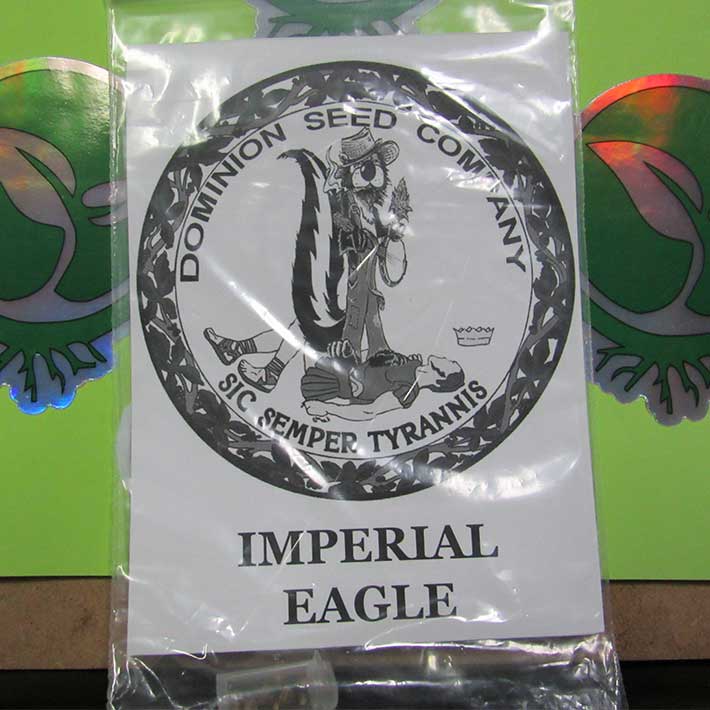 DOMINION SEED COMPANY
SIC SEMPER TYRANNIS
IMPERIAL
EAGLE